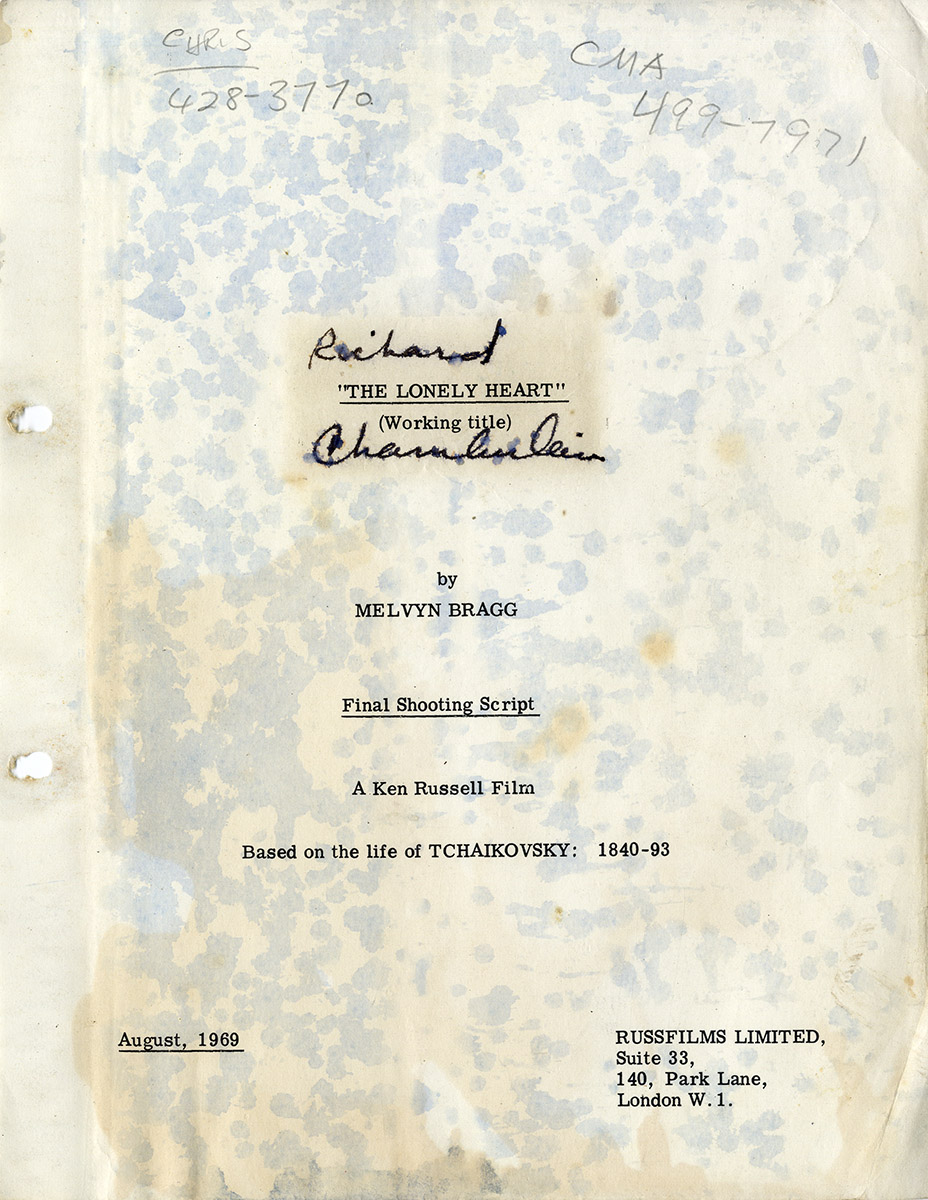 CHRIS
428-3770
CMA
499-7971
Richard
"THE LONELY HEART"
(Working title)
Chamberlain
by
MELVYN BRAGG
Final Shooting Script
A Ken Russell Film
Based on the life of TCHAIKOVSKY: 1840-93
August, 1969
RUSSFILMS LIMITED,
Suite 33,
140, Park Lane,
London W.1.